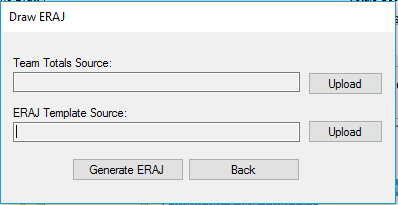 Draw ERAJ
Team Totals Source:
Upload
ERAJ Template Source:
Upload
Generate ERAJ
Back